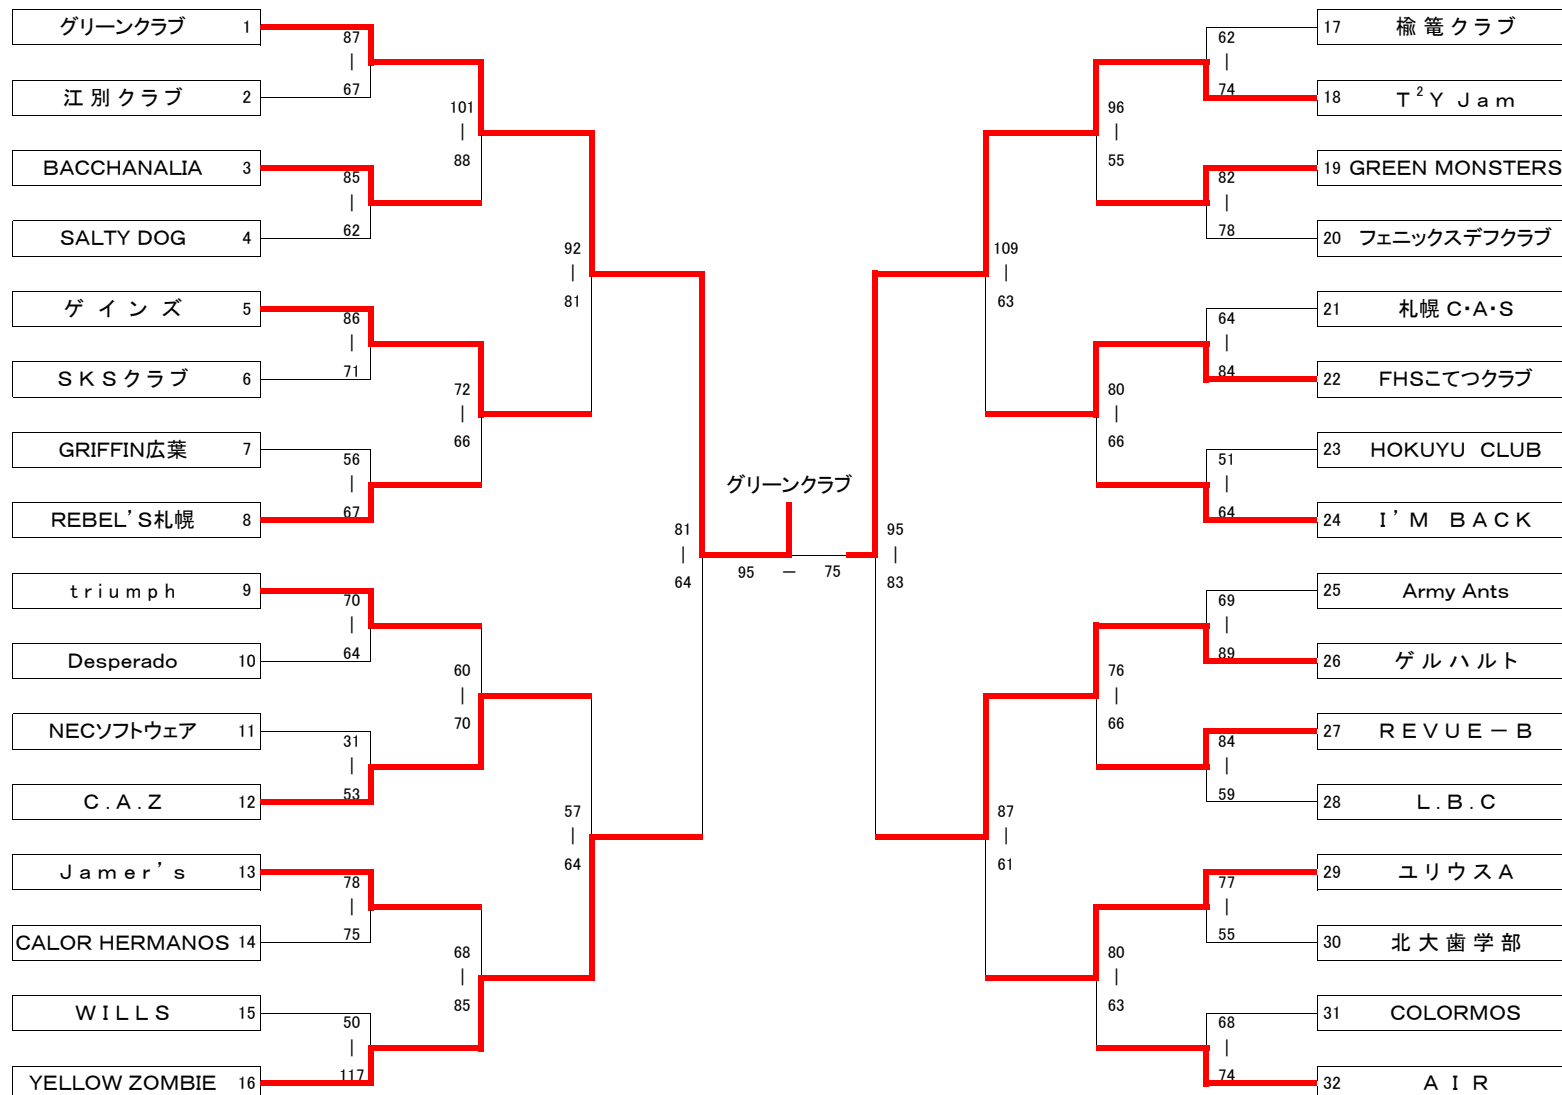 グリーンクラブ 1
87
|
67
江別クラブ 2
101
|
88
BACCHANALIA 3
85
|
62
SALTY DOG 4
92
|
81
ゲインズ 5
86
|
71
SKSクラブ 6
72
|
66
GRIFFIN広葉 7
56
|
67
REBEL'S札幌 8
81
|
64
triumph 9
70
|
64
Desperado 10
60
|
70
NECソフトウェア 11
31
|
53
C.A.Z 12
57
|
64
Jamer's 13
78
|
75
CALOR HERMANOS 14
68
|
85
WILLS 15
50
|
117
YELLOW ZOMBIE 16
グリーンクラブ
95 － 75
17 楡篭クラブ
62
|
74
18 T²Y Jam
96
|
55
19 GREEN MONSTERS
82
|
78
20 フェニックスデフクラブ
109
|
63
21 札幌 C・A・S
64
|
84
22 FHSこてつクラブ
80
|
66
23 HOKUYU CLUB
51
|
64
24 I'M BACK
95
|
83
25 Army Ants
69
|
89
26 ゲルハルト
76
|
66
27 REVUE－B
84
|
59
28 L.B.C
87
|
61
29 ユリウスA
77
|
55
30 北大歯学部
80
|
63
31 COLORMOS
68
|
74
32 AIR